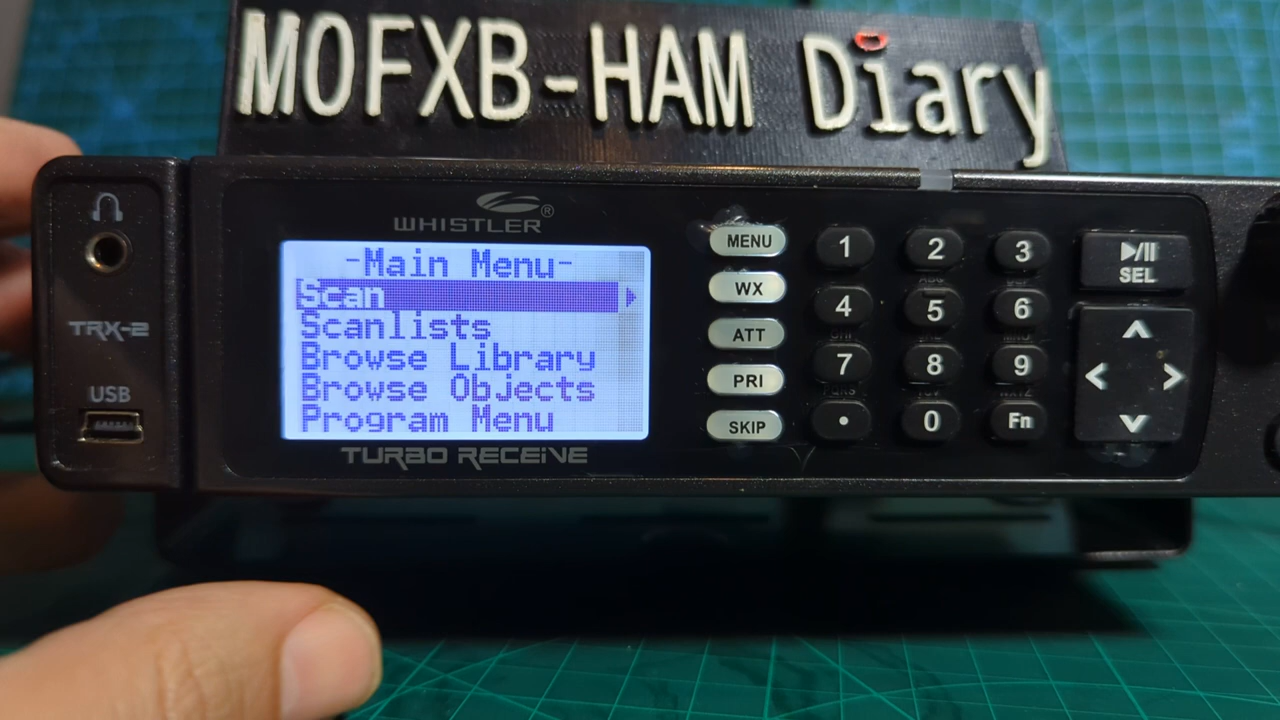 MOFXB-HAM Diary
WHISTLER®
TRX-2
USB
-Main Menu-
Scan
Scanlists
Browse Library
Browse Objects
Program Menu
TURBO RECEIVE
MENU
WX
ATT
PRI
SKIP
1 2 3
4 5 6
7 8 9
. 0 Fn
SEL